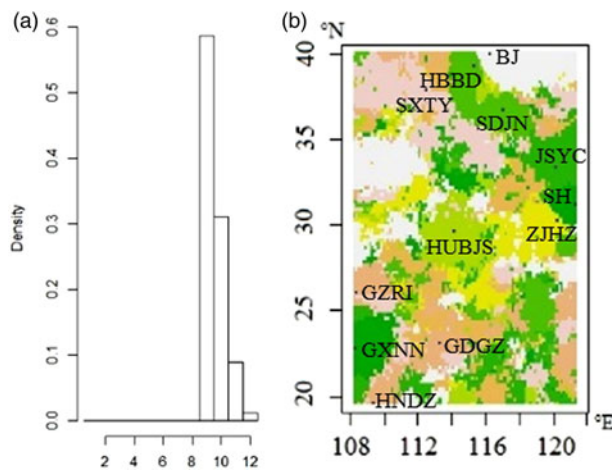 (a)
(b)
Density
0.6
0.5
0.4
0.3
0.2
0.1
0.0
2 4 6 8 10 12
°N
40
35
30
25
20
BJ
HBBD
SXTY
SDJN
JSYC
SH
ZJHZ
HUBJS
GZRI
GXNN
GDGZ
HNDZ
108 112 116 120
°E